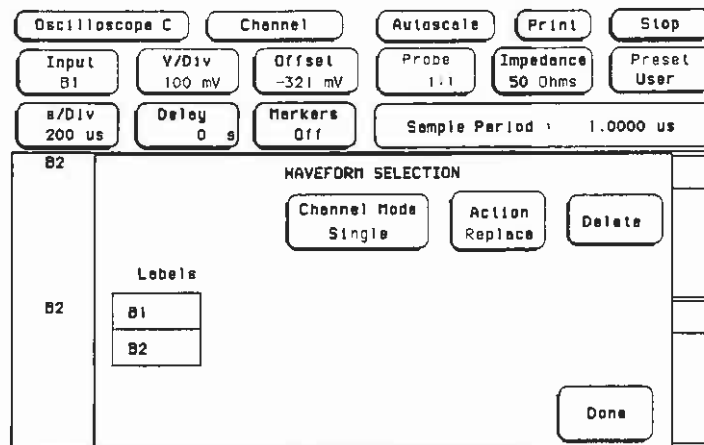 Oscilloscope C Channel Autoscale Print Stop
Input V/Div Offset Probe Impedance Preset
B1 100 mV -321 mV 1:1 50 Ohms User
s/Div Delay Markers
200 us 0 s Off Sample Period : 1.0000 us
B2 WAVEFORM SELECTION
Channel Mode Action Delete
Single Replace
Labels
B2 B1
B2
Done